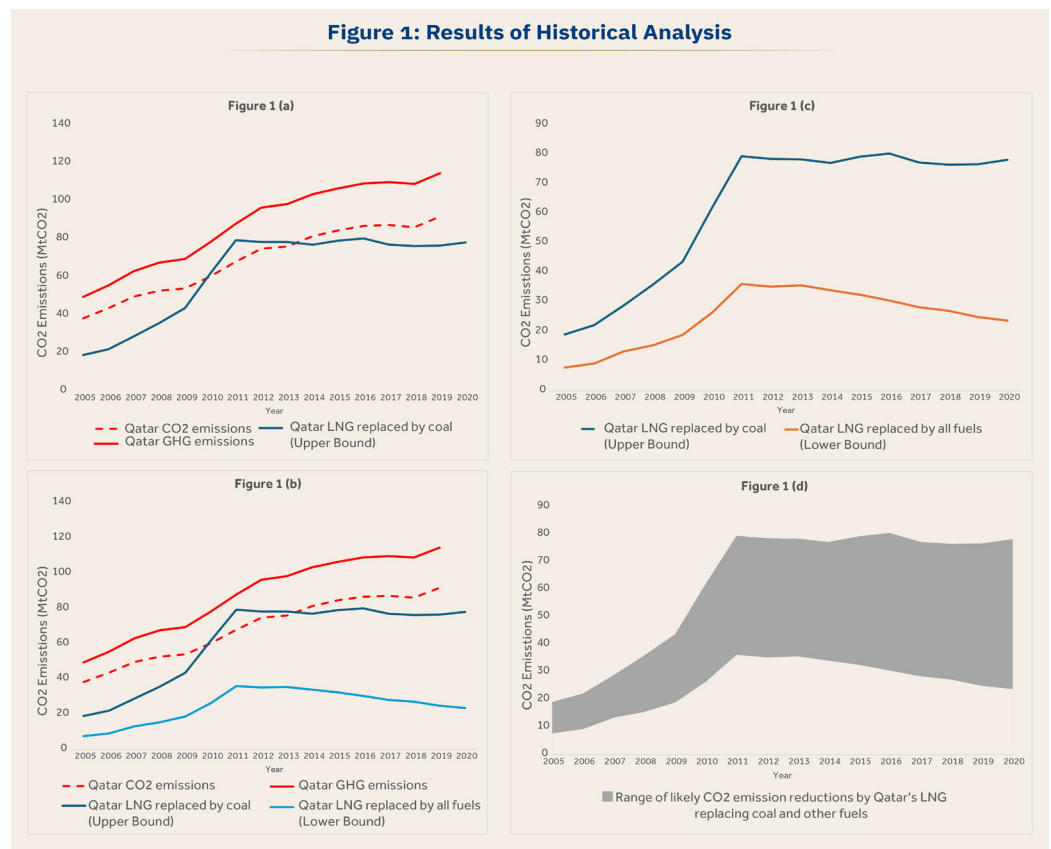 Figure 1: Results of Historical Analysis
Figure 1 (a)
CO2 Emisstions (MtCO2)
140
120
100
80
60
40
20
0
2005 2006 2007 2008 2009 2010 2011 2012 2013 2014 2015 2016 2017 2018 2019 2020
Year
Qatar CO2 emissions
Qatar GHG emissions
Qatar LNG replaced by coal
(Upper Bound)
Figure 1 (c)
CO2 Emisstions (MtCO2)
90
80
70
60
50
40
30
20
10
0
2005 2006 2007 2008 2009 2010 2011 2012 2013 2014 2015 2016 2017 2018 2019 2020
Year
Qatar LNG replaced by coal
(Upper Bound)
Qatar LNG replaced by all fuels
(Lower Bound)
Figure 1 (b)
CO2 Emisstions (MtCO2)
140
120
100
80
60
40
20
0
2005 2006 2007 2008 2009 2010 2011 2012 2013 2014 2015 2016 2017 2018 2019 2020
Year
Qatar CO2 emissions
Qatar GHG emissions
Qatar LNG replaced by coal
(Upper Bound)
Qatar LNG replaced by all fuels
(Lower Bound)
Figure 1 (d)
CO2 Emisstions (MtCO2)
90
80
70
60
50
40
30
20
10
0
2005 2006 2007 2008 2009 2010 2011 2012 2013 2014 2015 2016 2017 2018 2019 2020
Year
Range of likely CO2 emission reductions by Qatar's LNG
replacing coal and other fuels